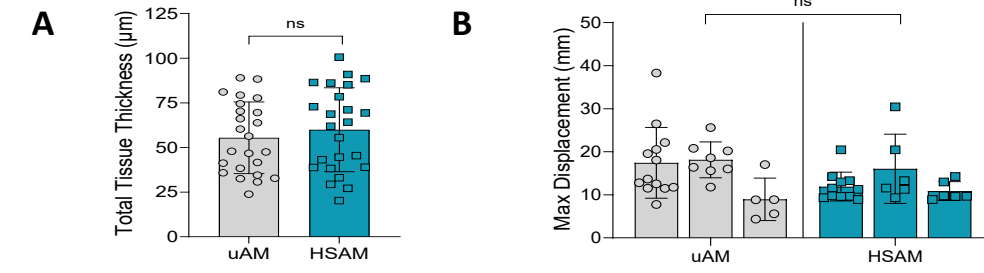 A
Total Tissue Thickness (μm)
125
100
75
50
25
0
ns
uAM
HSAM
B
Max Displacement (mm)
50
40
30
20
10
0
ns
uAM
HSAM